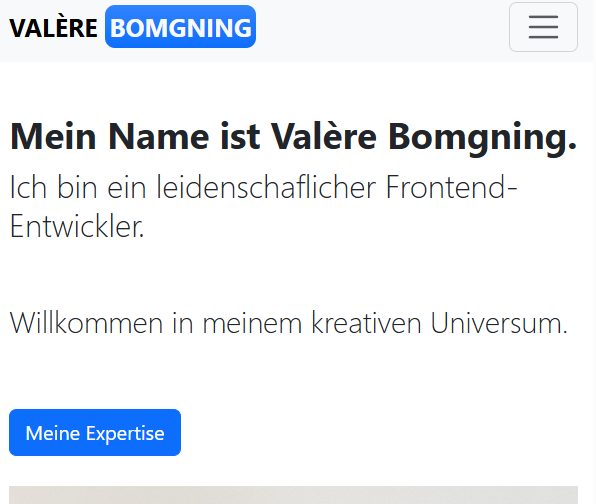 VALÈRE BOMGNING
Mein Name ist Valère Bomgning.
Ich bin ein leidenschaflicher Frontend-
Entwickler.
Willkommen in meinem kreativen Universum.
Meine Expertise